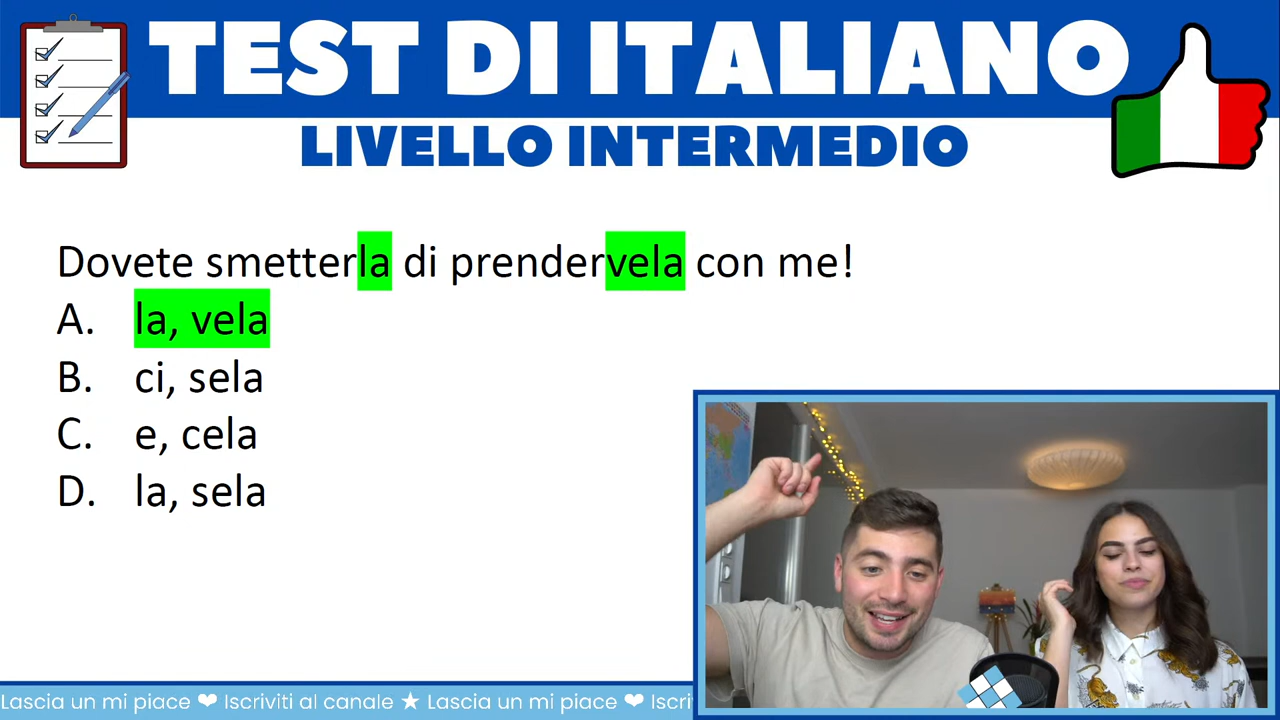 TEST DI ITALIANO
LIVELLO INTERMEDIO
Dovete smetterla di prendervela con me!
A. la, vela
B. ci, sela
C. e, cela
D. la, sela
Lascia un mi piace ❤ Iscriviti al canale ★ Lascia un mi piace ❤ Iscri